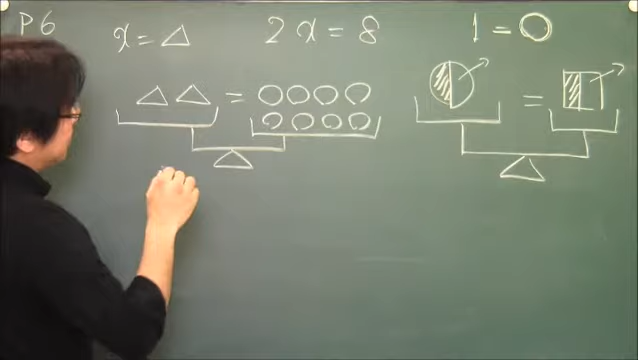 P6
x = △ 2x = 8 1 = ○
△ △ = ○ ○ ○ ○ =
○ ○ ○ ○